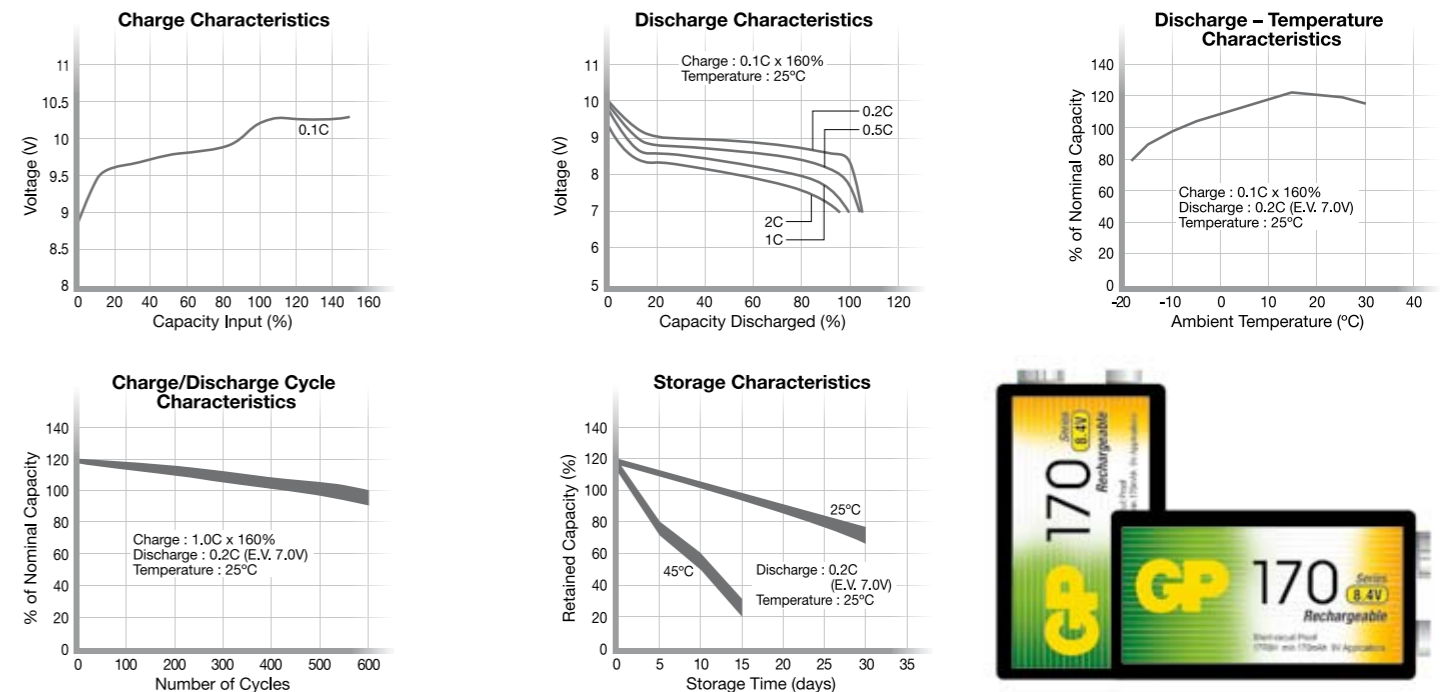 Charge Characteristics
Voltage (V)
11
10.5
10
9.5
9
8.5
8
0.1C
0 20 40 60 80 100 120 140 160
Capacity Input (%)
Discharge Characteristics
Charge : 0.1C x 160%
Temperature : 25ºC
Voltage (V)
11
10
9
8
7
6
5
0.2C
0.5C
2C
1C
0 20 40 60 80 100 120
Capacity Discharged (%)
Discharge – Temperature
Characteristics
% of Nominal Capacity
140
120
100
80
60
40
20
0
Charge : 0.1C x 160%
Discharge : 0.2C (E.V. 7.0V)
Temperature : 25ºC
-20 -10 0 10 20 30 40
Ambient Temperature (ºC)
Charge/Discharge Cycle
Characteristics
% of Nominal Capacity
140
120
100
80
60
40
20
0
Charge : 1.0C x 160%
Discharge : 0.2C (E.V. 7.0V)
Temperature : 25ºC
0 100 200 300 400 500 600
Number of Cycles
Storage Characteristics
Retained Capacity (%)
140
120
100
80
60
40
20
0
25ºC
45ºC
Discharge : 0.2C
(E.V. 7.0V)
Temperature : 25ºC
0 5 10 15 20 25 30 35
Storage Time (days)
GP
170
Series
8.4V
Rechargeable
GP
170
Series
8.4V
Rechargeable